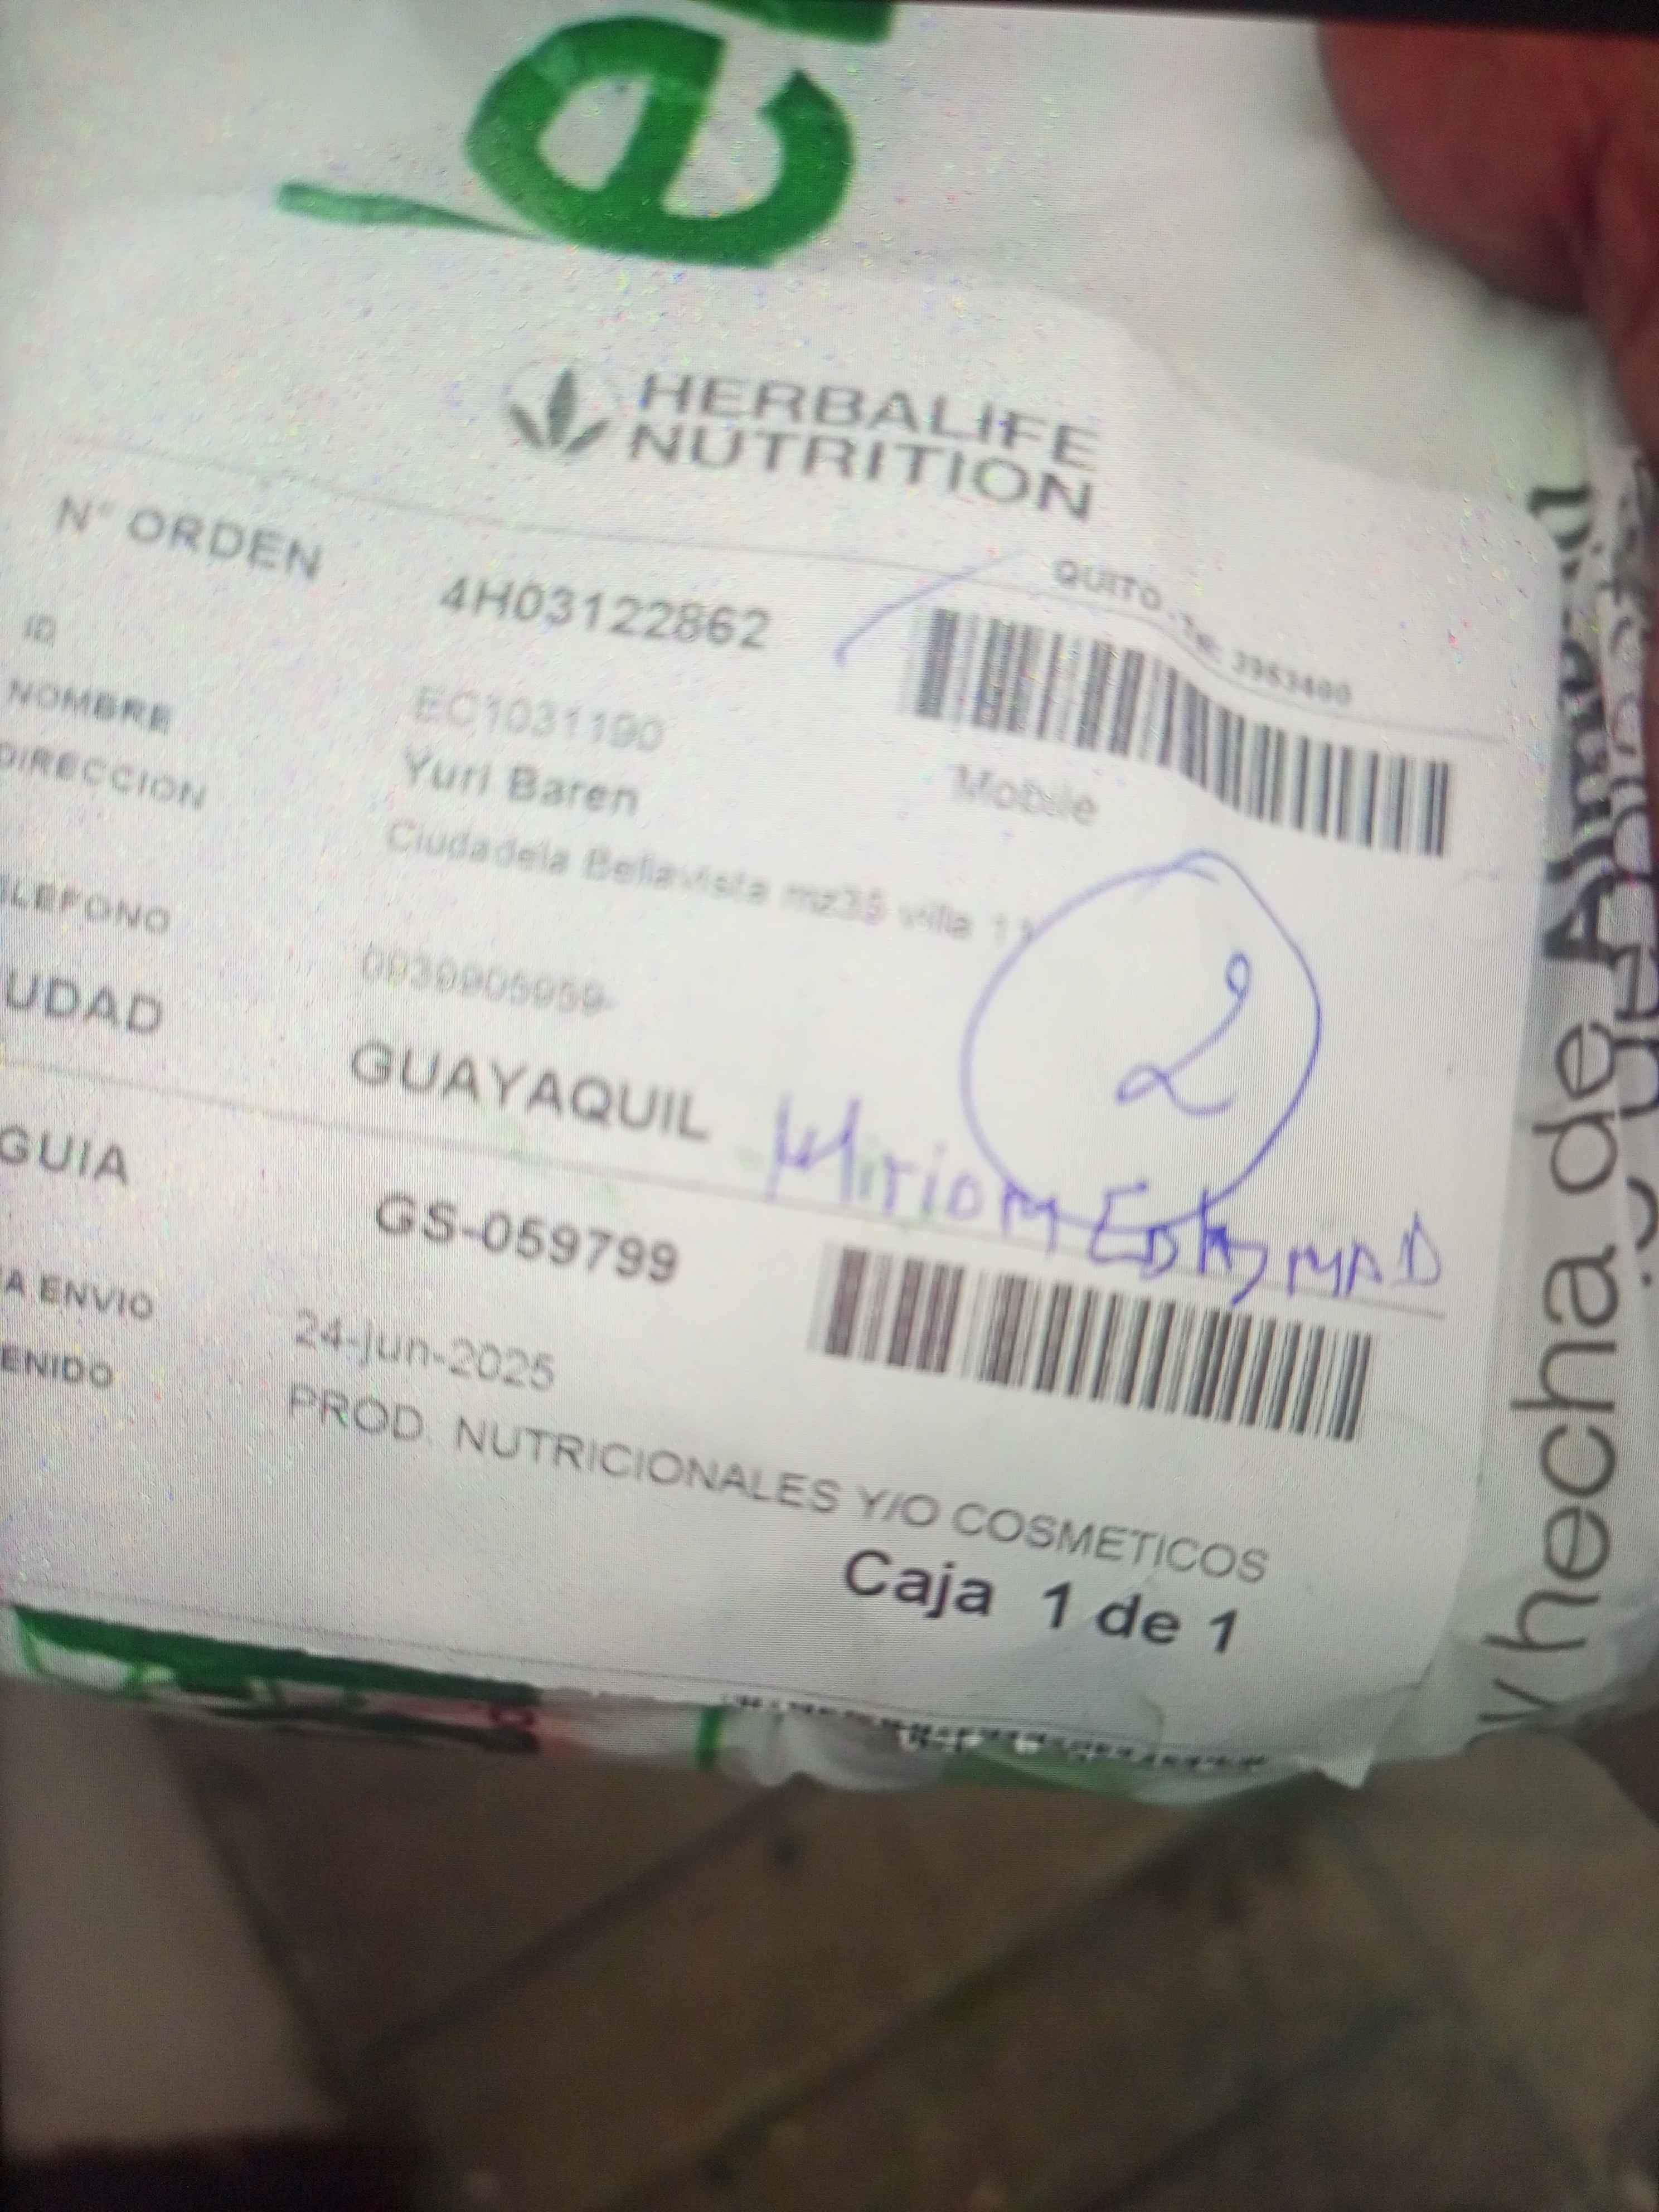 HERBALIFE
NUTRITION
QUITO
N° ORDEN 4H03122862
ID EC1031190
NOMBRE Yuri Baren Mobile
DIRECCION Ciudadela Bellavista villa
UDAD GUAYAQUIL
2
GUIA GS-059799
A ENVIO 24-jun-2025
ENIDO PROD. NUTRICIONALES Y/O COSMETICOS
Caja 1 de 1
y hecha de